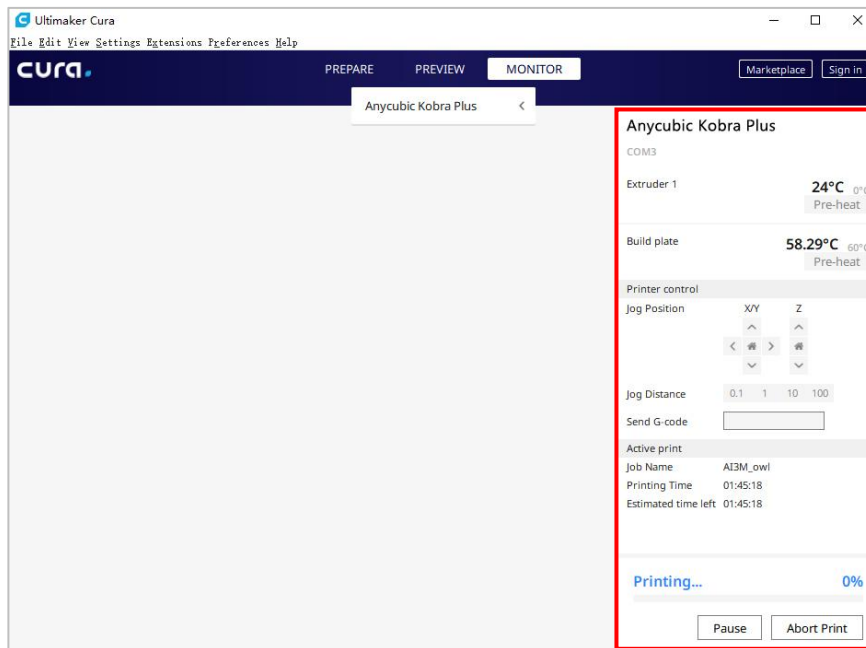 Ultimaker Cura
File Edit View Settings Extensions Preferences Help
cura.
PREPARE PREVIEW MONITOR
Marketplace Sign in
Anycubic Kobra Plus
Anycubic Kobra Plus
COM3
Extruder 1 24°C 0°C
Pre-heat
Build plate 58.29°C 60°C
Pre-heat
Printer control
Jog Position X/Y Z
Jog Distance 0.1 1 10 100
Send G-code
Active print
Job Name AI3M_owl
Printing Time 01:45:18
Estimated time left 01:45:18
Printing... 0%
Pause Abort Print